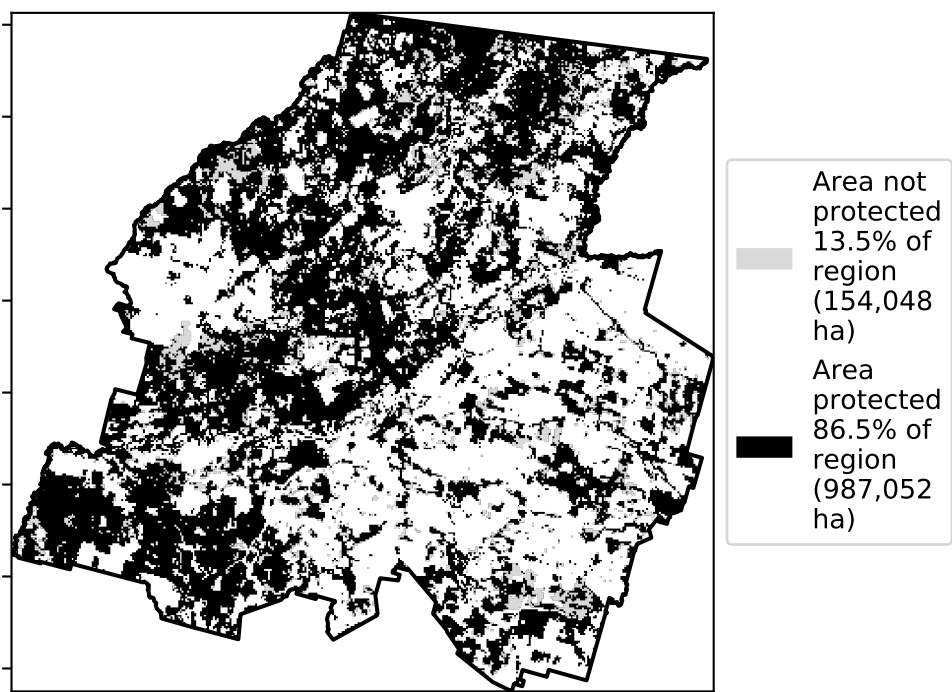 Area not
protected
13.5% of
region
(154,048
ha)
Area
protected
86.5% of
region
(987,052
ha)